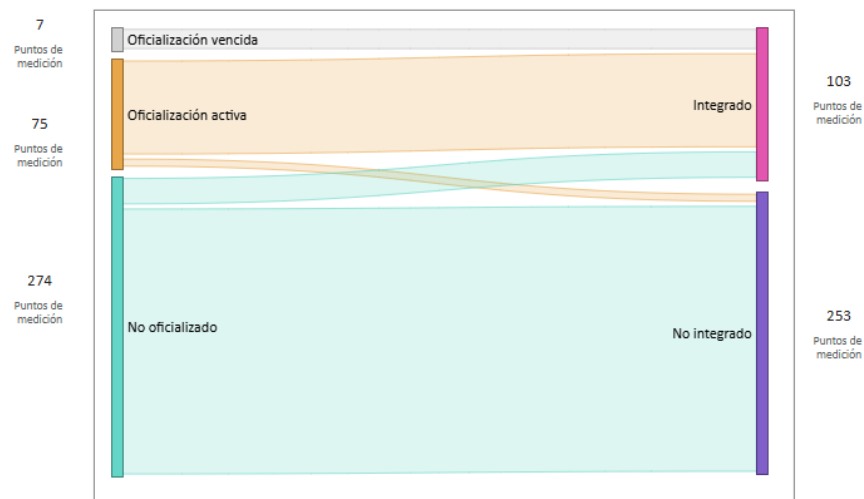 7
Puntos de
medición
75
Puntos de
medición
274
Puntos de
medición
Oficialización vencida
Oficialización activa
No oficializado
Integrado
No integrado
103
Puntos de
medición
253
Puntos de
medición